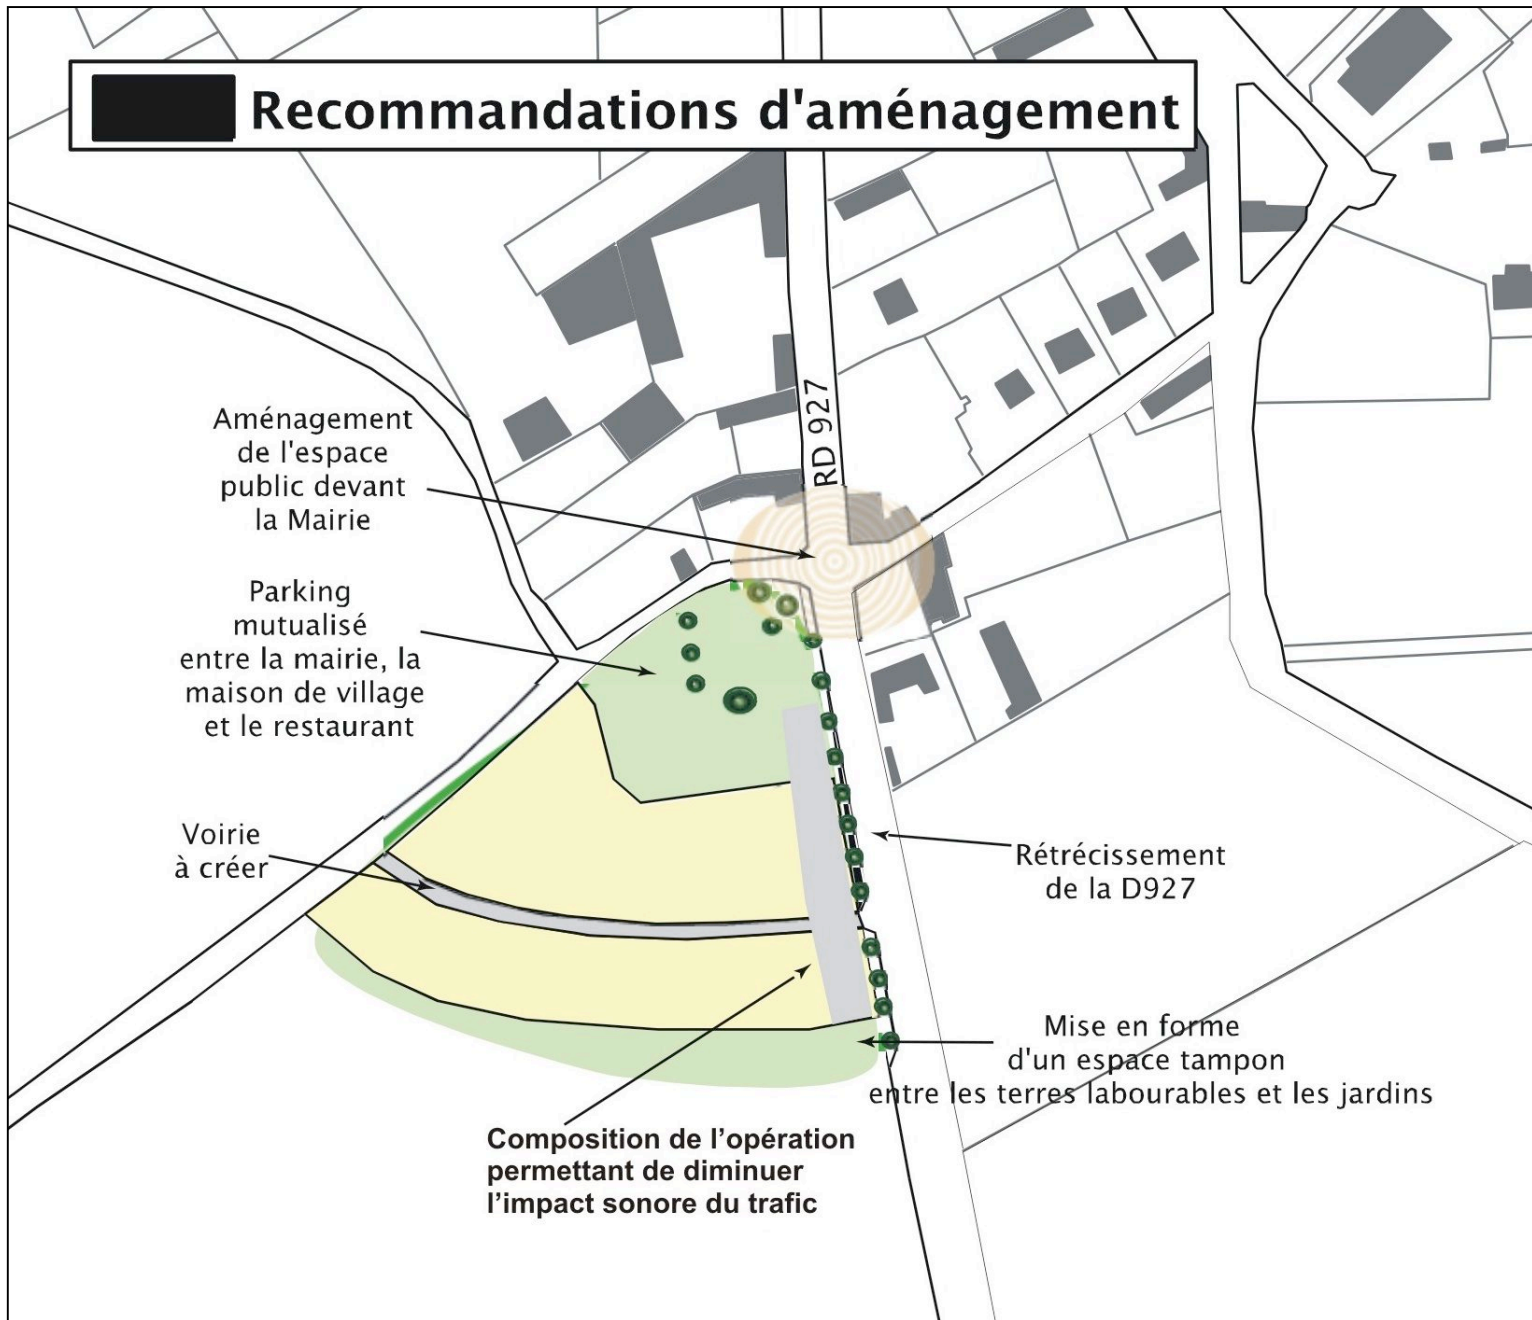 Recommandations d'aménagement
RD 927
Aménagement
de l'espace
public devant
la Mairie
Parking
mutualisé
entre la mairie, la
maison de village
et le restaurant
Voirie
à créer
Rétrécissement
de la D927
Mise en forme
d'un espace tampon
entre les terres labourables et les jardins
Composition de l’opération
permettant de diminuer
l’impact sonore du trafic